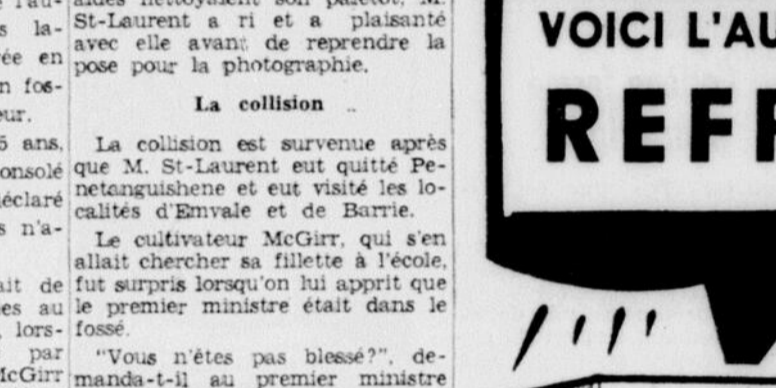 aides nettoyaient son paletot, M.
St-Laurent a ri et a plaisanté
avec elle avant de reprendre la
pose pour la photographie.
La collision
La collision est survenue après
que M. St-Laurent eut quitté Pe-
netanguishene et eut visité les lo-
calités d'Emvale et de Barrie.
Le cultivateur McGirr, qui s'en
allait chercher sa fillette à l'école,
fut surpris lorsqu'on lui apprit que
le premier ministre était dans le
fossé.
"Vous n'êtes pas blessé?", de-
manda-t-il au premier ministre
la-
ée en
n fos-
eur.
5 ans,
onsolé
déclaré
s n'a-
ait de
es au
lors-
par
McGirr
VOICI L'AU
REFR